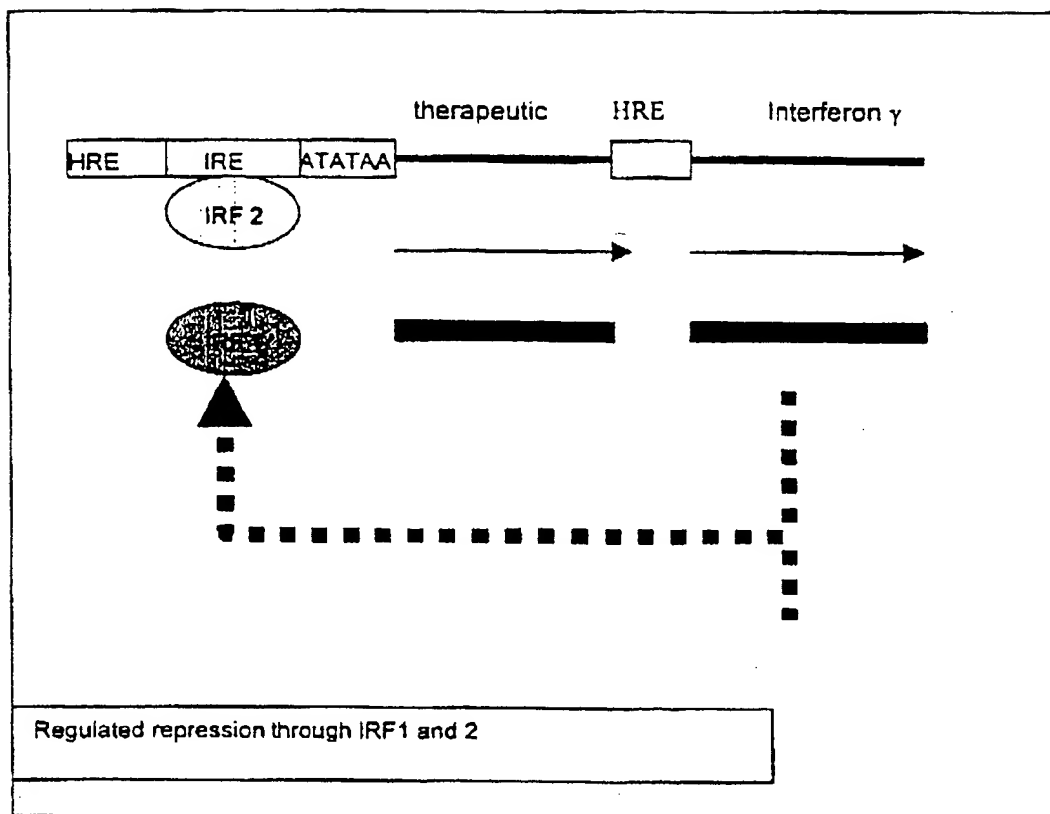 therapeutic HRE Interferon γ
HRE IRE ATATAA
IRF 2
Regulated repression through IRF1 and 2